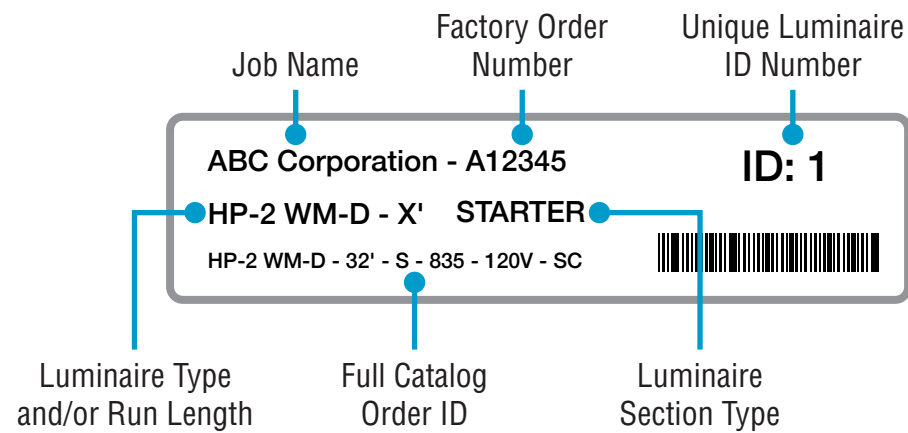 Job Name
Factory Order
Number
Unique Luminaire
ID Number
ABC Corporation - A12345
ID: 1
HP-2 WM-D - X' STARTER
HP-2 WM-D - 32' - S - 835 - 120V - SC
Luminaire Type
and/or Run Length
Full Catalog
Order ID
Luminaire
Section Type